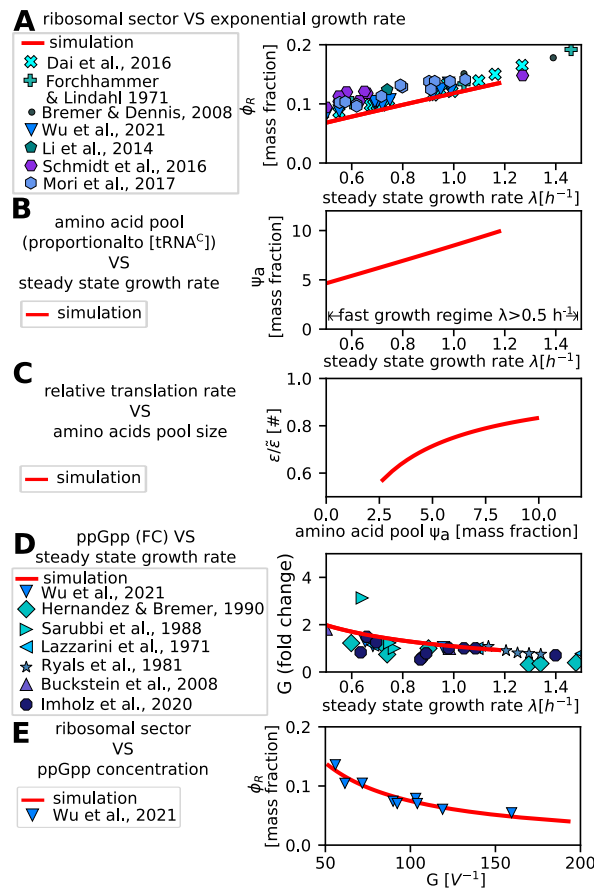 A ribosomal sector VS exponential growth rate
simulation
Dai et al., 2016
Forchhammer
& Lindahl 1971
Bremer & Dennis, 2008
Wu et al., 2021
Li et al., 2014
Schmidt et al., 2016
Mori et al., 2017
ϕR
[mass fraction]
0.2
0.1
0.0
0.6 0.8 1.0 1.2 1.4
steady state growth rate λ[h⁻¹]
B
amino acid pool
(proportionalto [tRNAᶜ])
VS
steady state growth rate
simulation
Ψa
[mass fraction]
10
5
0
fast growth regime λ>0.5 h⁻¹
0.6 0.8 1.0 1.2 1.4
steady state growth rate λ[h⁻¹]
C
relative translation rate
VS
amino acids pool size
simulation
ε/ε̃ [#]
1.0
0.8
0.6
0.0 2.5 5.0 7.5 10.0
amino acid pool Ψa [mass fraction]
D
ppGpp (FC) VS
steady state growth rate
simulation
Wu et al., 2021
Hernandez & Bremer, 1990
Sarubbi et al., 1988
Lazzarini et al., 1971
Ryals et al., 1981
Buckstein et al., 2008
Imholz et al., 2020
G (fold change)
4
2
0
0.6 0.8 1.0 1.2 1.4
steady state growth rate λ[h⁻¹]
E
ribosomal sector
VS
ppGpp concentration
simulation
Wu et al., 2021
ϕR
[mass fraction]
0.2
0.1
0.0
50 100 150 200
G [V⁻¹]